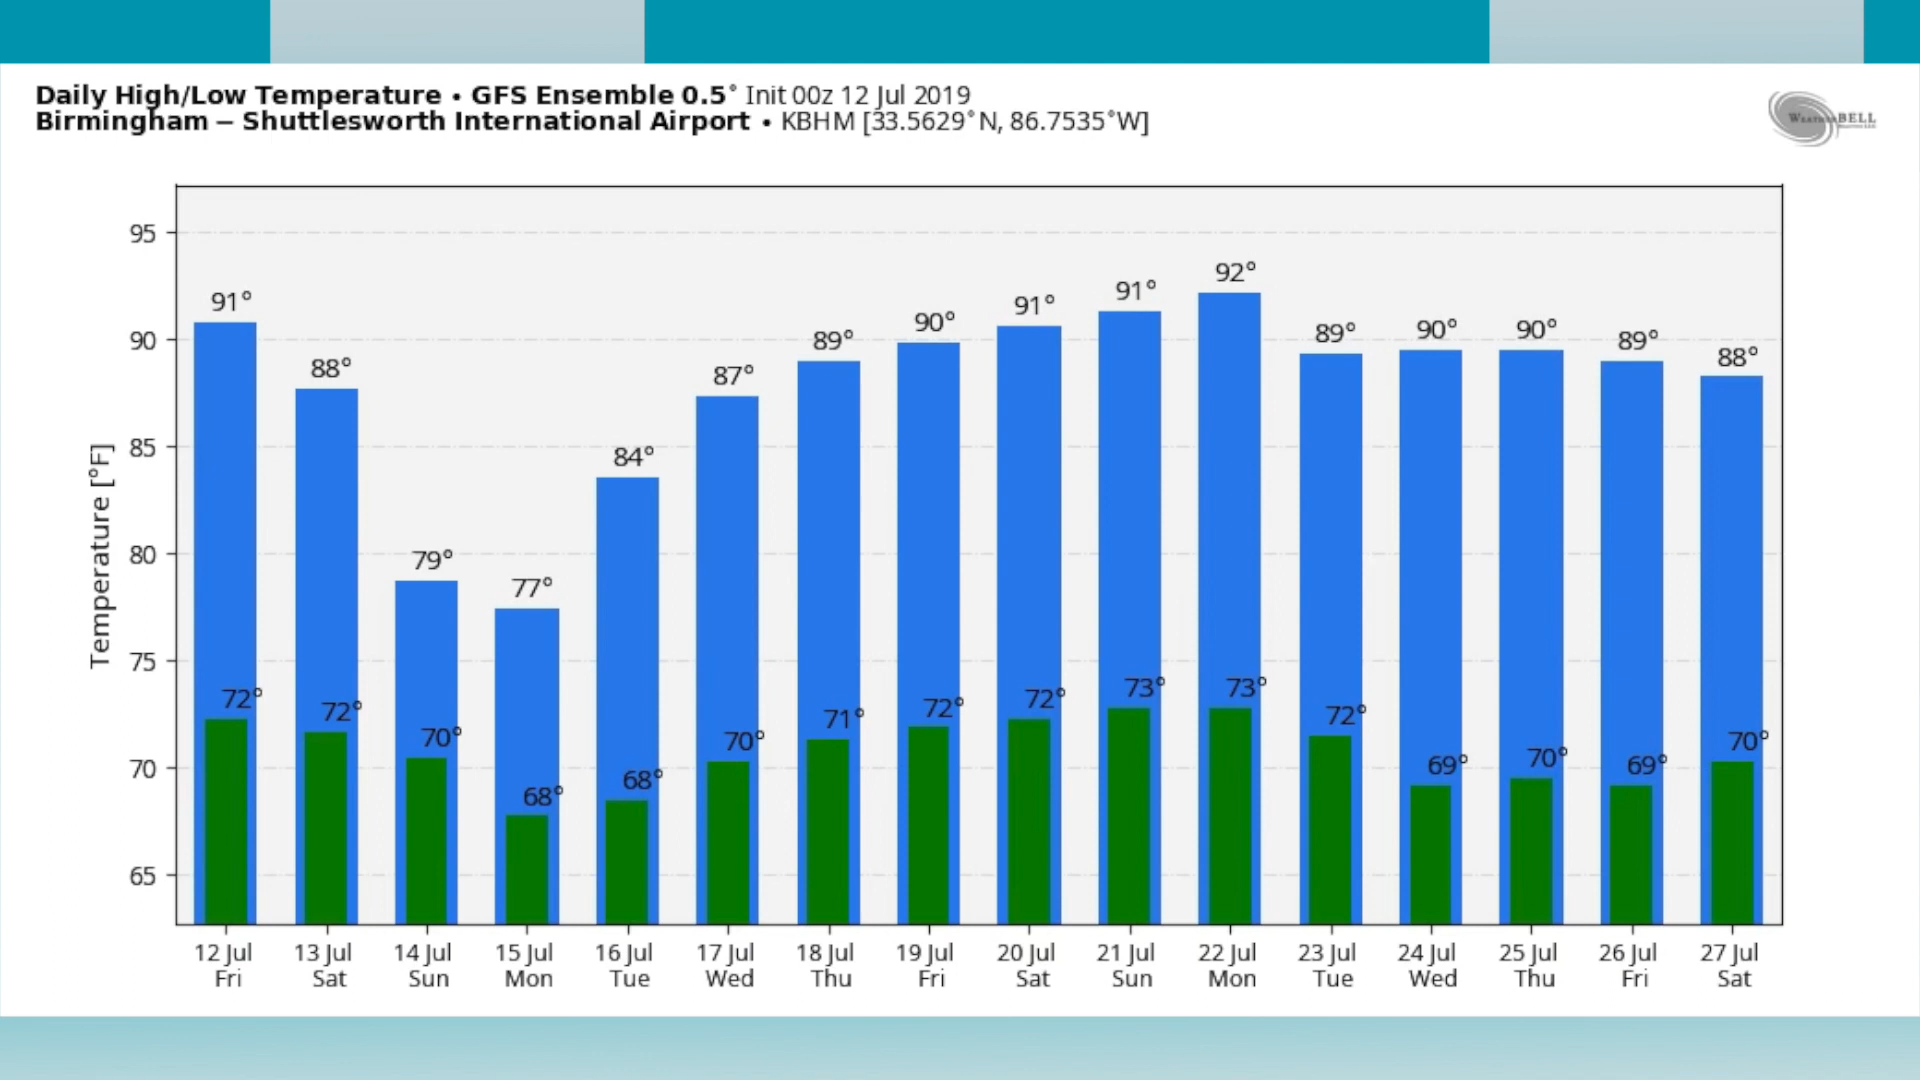 Daily High/Low Temperature • GFS Ensemble 0.5° Init 00z 12 Jul 2019
Birmingham – Shuttlesworth International Airport • KBHM [33.5629°N, 86.7535°W]
WeatherBELL
Temperature [°F]
95
90
85
80
75
70
65
91° 88° 79° 77° 84° 87° 89° 90° 91° 91° 92° 89° 90° 90° 89° 88°
72° 72° 70° 68° 68° 70° 71° 72° 72° 73° 73° 72° 69° 70° 69° 70°
12 Jul 13 Jul 14 Jul 15 Jul 16 Jul 17 Jul 18 Jul 19 Jul 20 Jul 21 Jul 22 Jul 23 Jul 24 Jul 25 Jul 26 Jul 27 Jul
Fri Sat Sun Mon Tue Wed Thu Fri Sat Sun Mon Tue Wed Thu Fri Sat